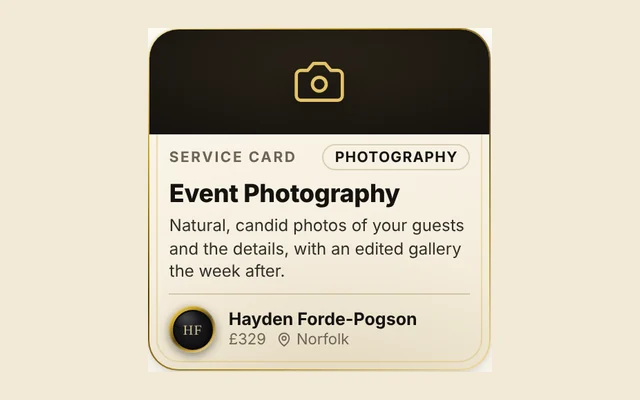 SERVICE CARD PHOTOGRAPHY
Event Photography
Natural, candid photos of your guests
and the details, with an edited gallery
the week after.
HF
Hayden Forde-Pogson
£329 Norfolk